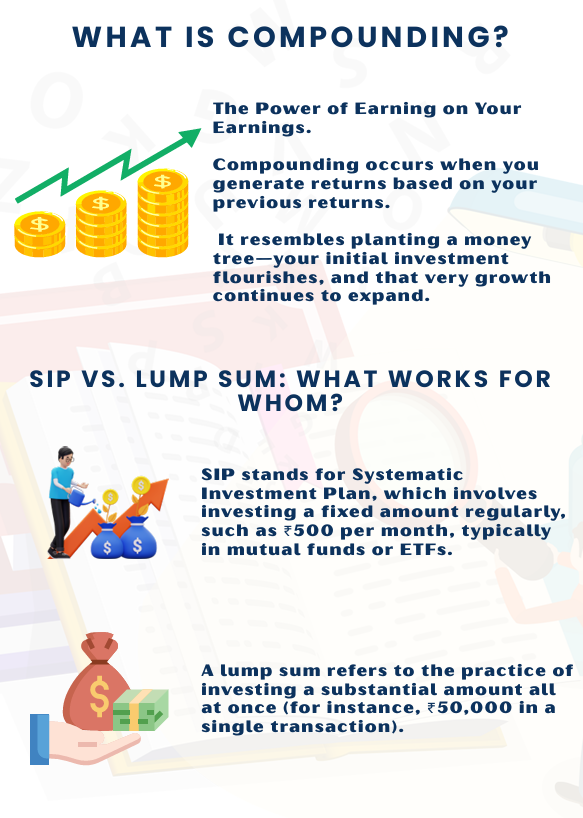 WHAT IS COMPOUNDING?
The Power of Earning on Your
Earnings.
Compounding occurs when you
generate returns based on your
previous returns.
It resembles planting a money
tree—your initial investment
flourishes, and that very growth
continues to expand.
SIP VS. LUMP SUM: WHAT WORKS FOR
WHOM?
SIP stands for Systematic
Investment Plan, which involves
investing a fixed amount regularly,
such as ₹500 per month, typically
in mutual funds or ETFs.
A lump sum refers to the practice of
investing a substantial amount all
at once (for instance, ₹50,000 in a
single transaction).